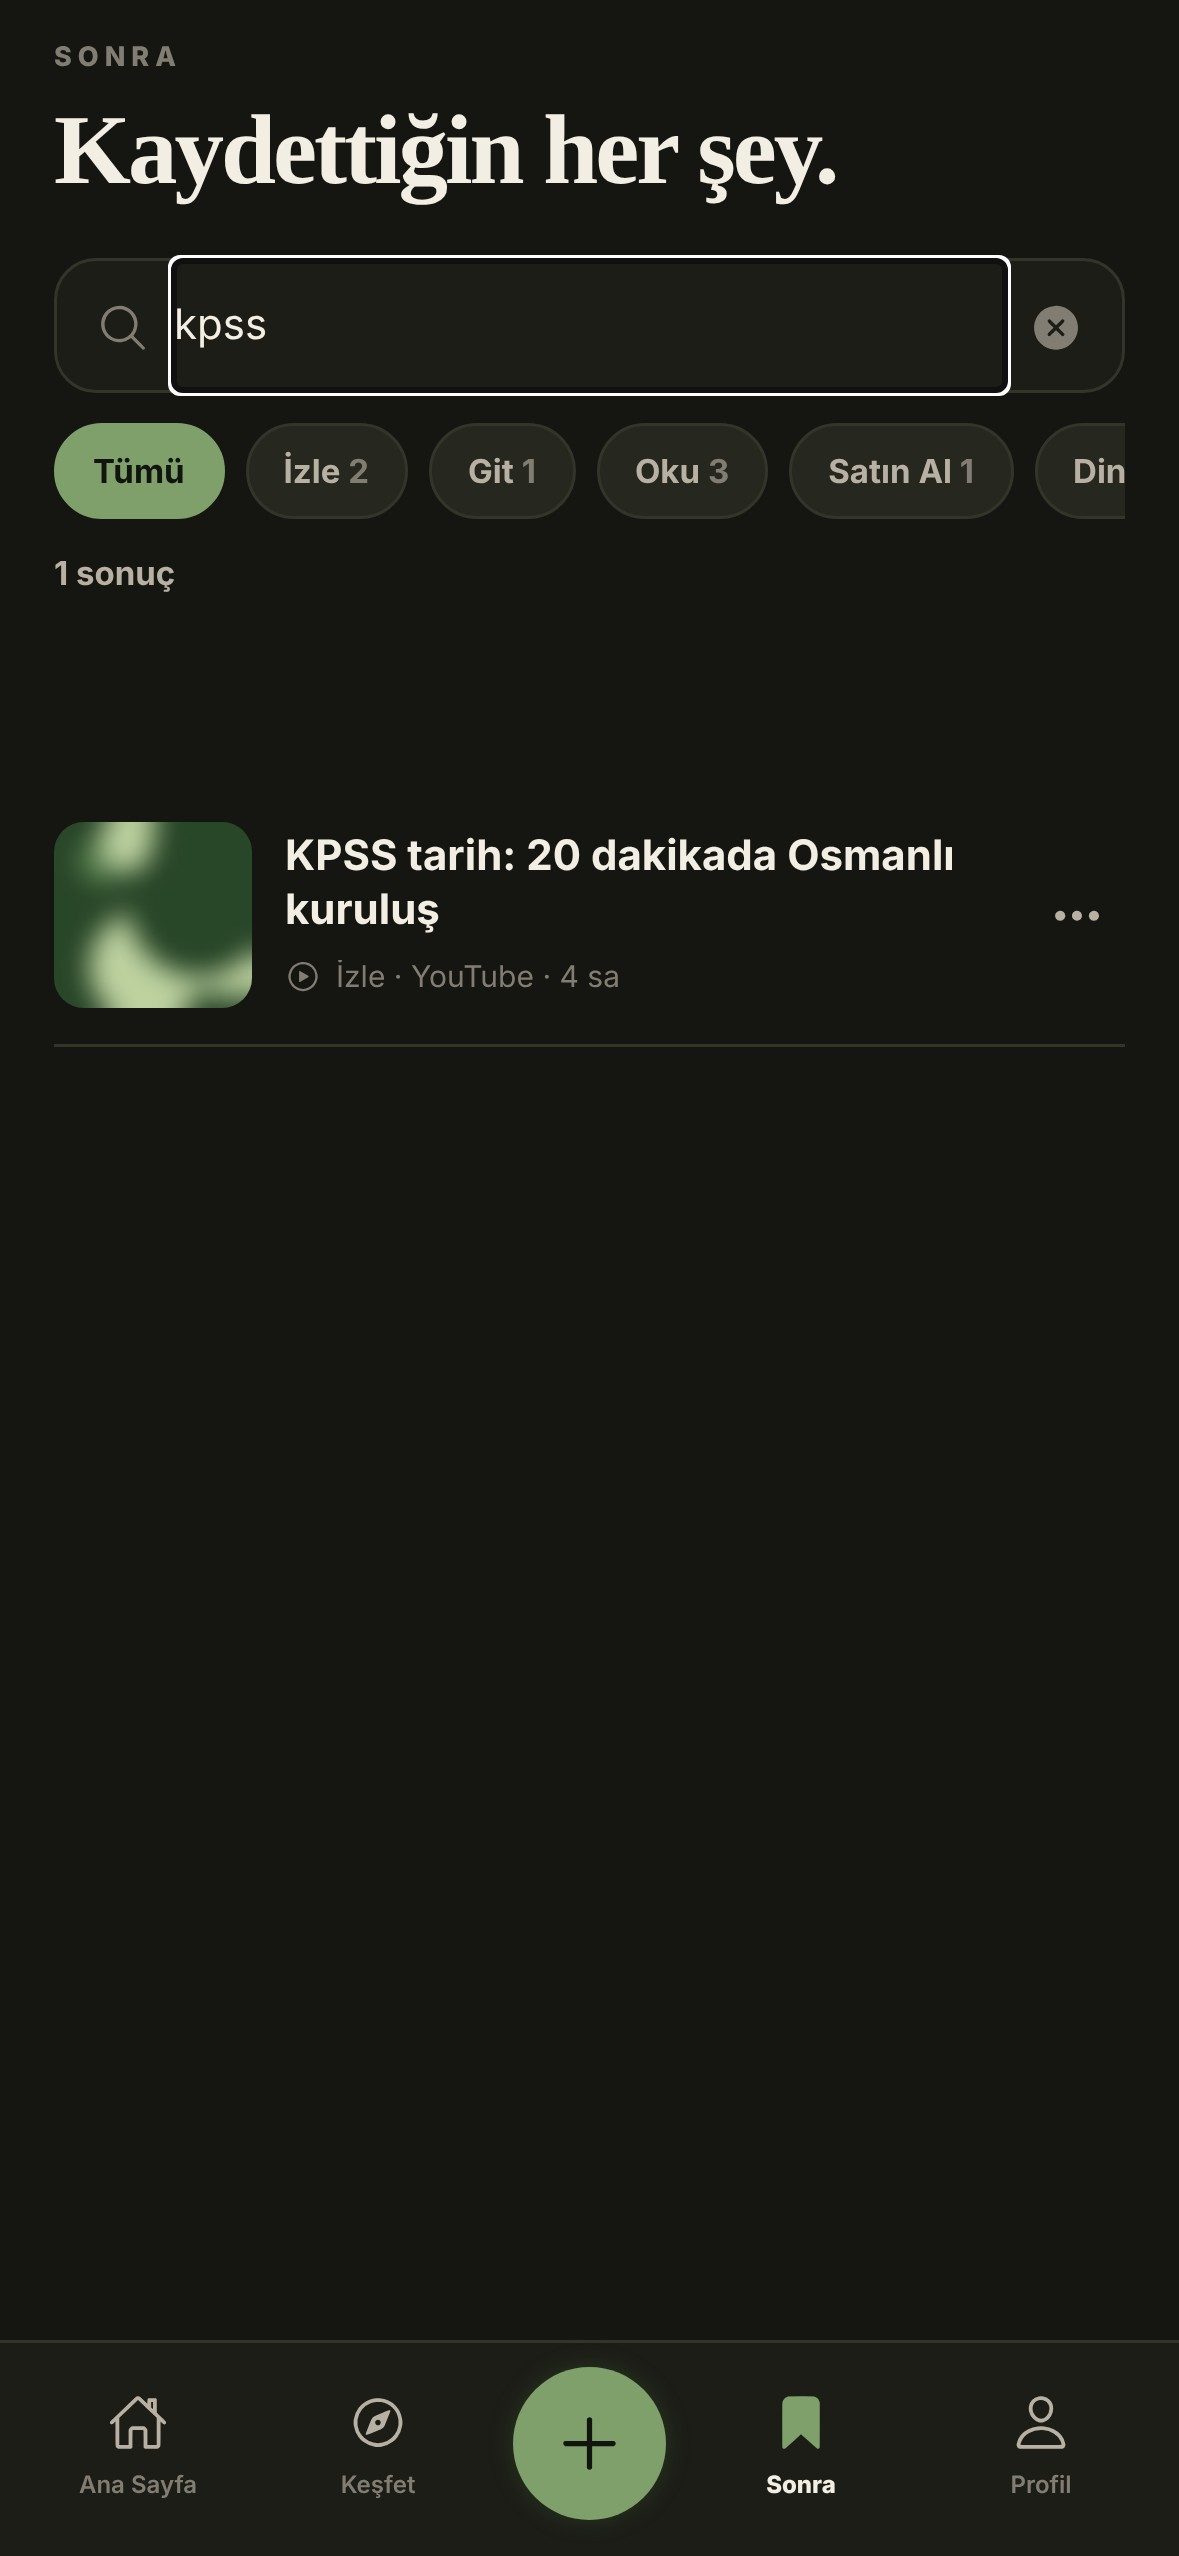 SONRA
Kaydettiğin her şey.
kpss
Tümü İzle 2 Git 1 Oku 3 Satın Al 1 Din
1 sonuç
KPSS tarih: 20 dakikada Osmanlı
kuruluş
İzle · YouTube · 4 sa
Ana Sayfa Keşfet Sonra Profil